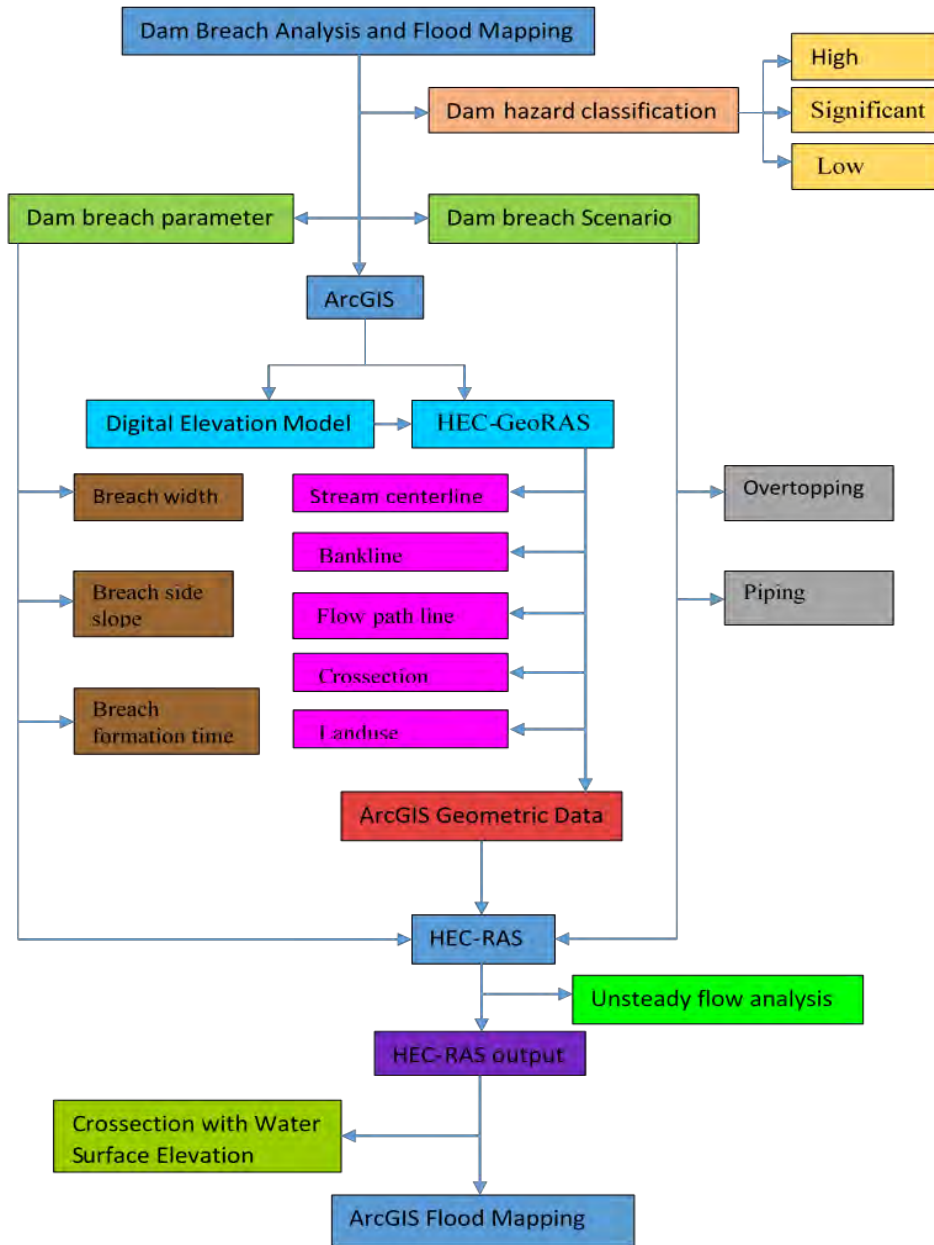 Dam Breach Analysis and Flood Mapping
High
Dam hazard classification
Significant
Low
Dam breach parameter
Dam breach Scenario
ArcGIS
Digital Elevation Model
HEC-GeoRAS
Breach width
Stream centerline
Overtopping
Bankline
Breach side
slope
Flow path line
Piping
Crossection
Breach
formation time
Landuse
ArcGIS Geometric Data
HEC-RAS
Unsteady flow analysis
HEC-RAS output
Crossection with Water
Surface Elevation
ArcGIS Flood Mapping